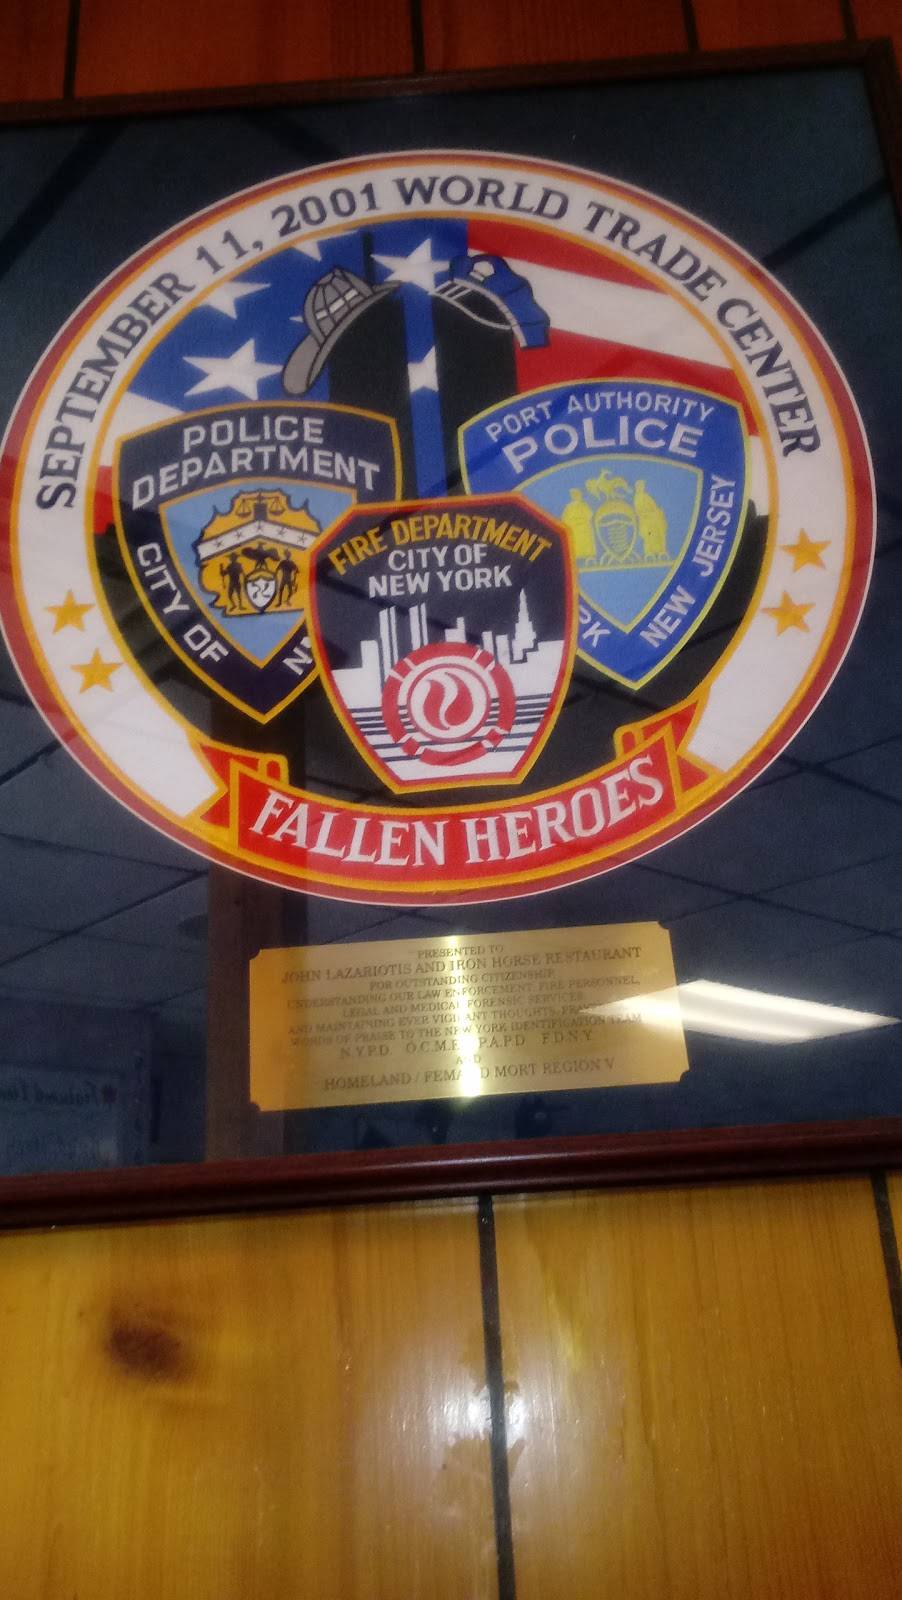 SEPTEMBER 11, 2001 WORLD TRADE CENTER
POLICE
DEPARTMENT
CITY OF
PORT AUTHORITY
POLICE
NEW JERSEY
FIRE DEPARTMENT
CITY OF
NEW YORK
FALLEN HEROES
PRESENTED TO
JOHN LAZARIOTIS AND IRON HORSE RESTAURANT
FOR OUTSTANDING CITIZENSHIP
UNDERSTANDING OUR LAW ENFORCEMENT, FIRE PERSONNEL,
LEGAL AND MEDICAL FORENSIC SERVICES
AND MAINTAINING EVER VIGILANT THOUGHTS,
WORDS OF PRAISE TO THE NEW YORK IDENTIFICATION TEAM
N.Y.P.D. O.C.M.E. P.A.P.D F.D.N.Y.
AND
HOMELAND / FEMA MORT REGION V